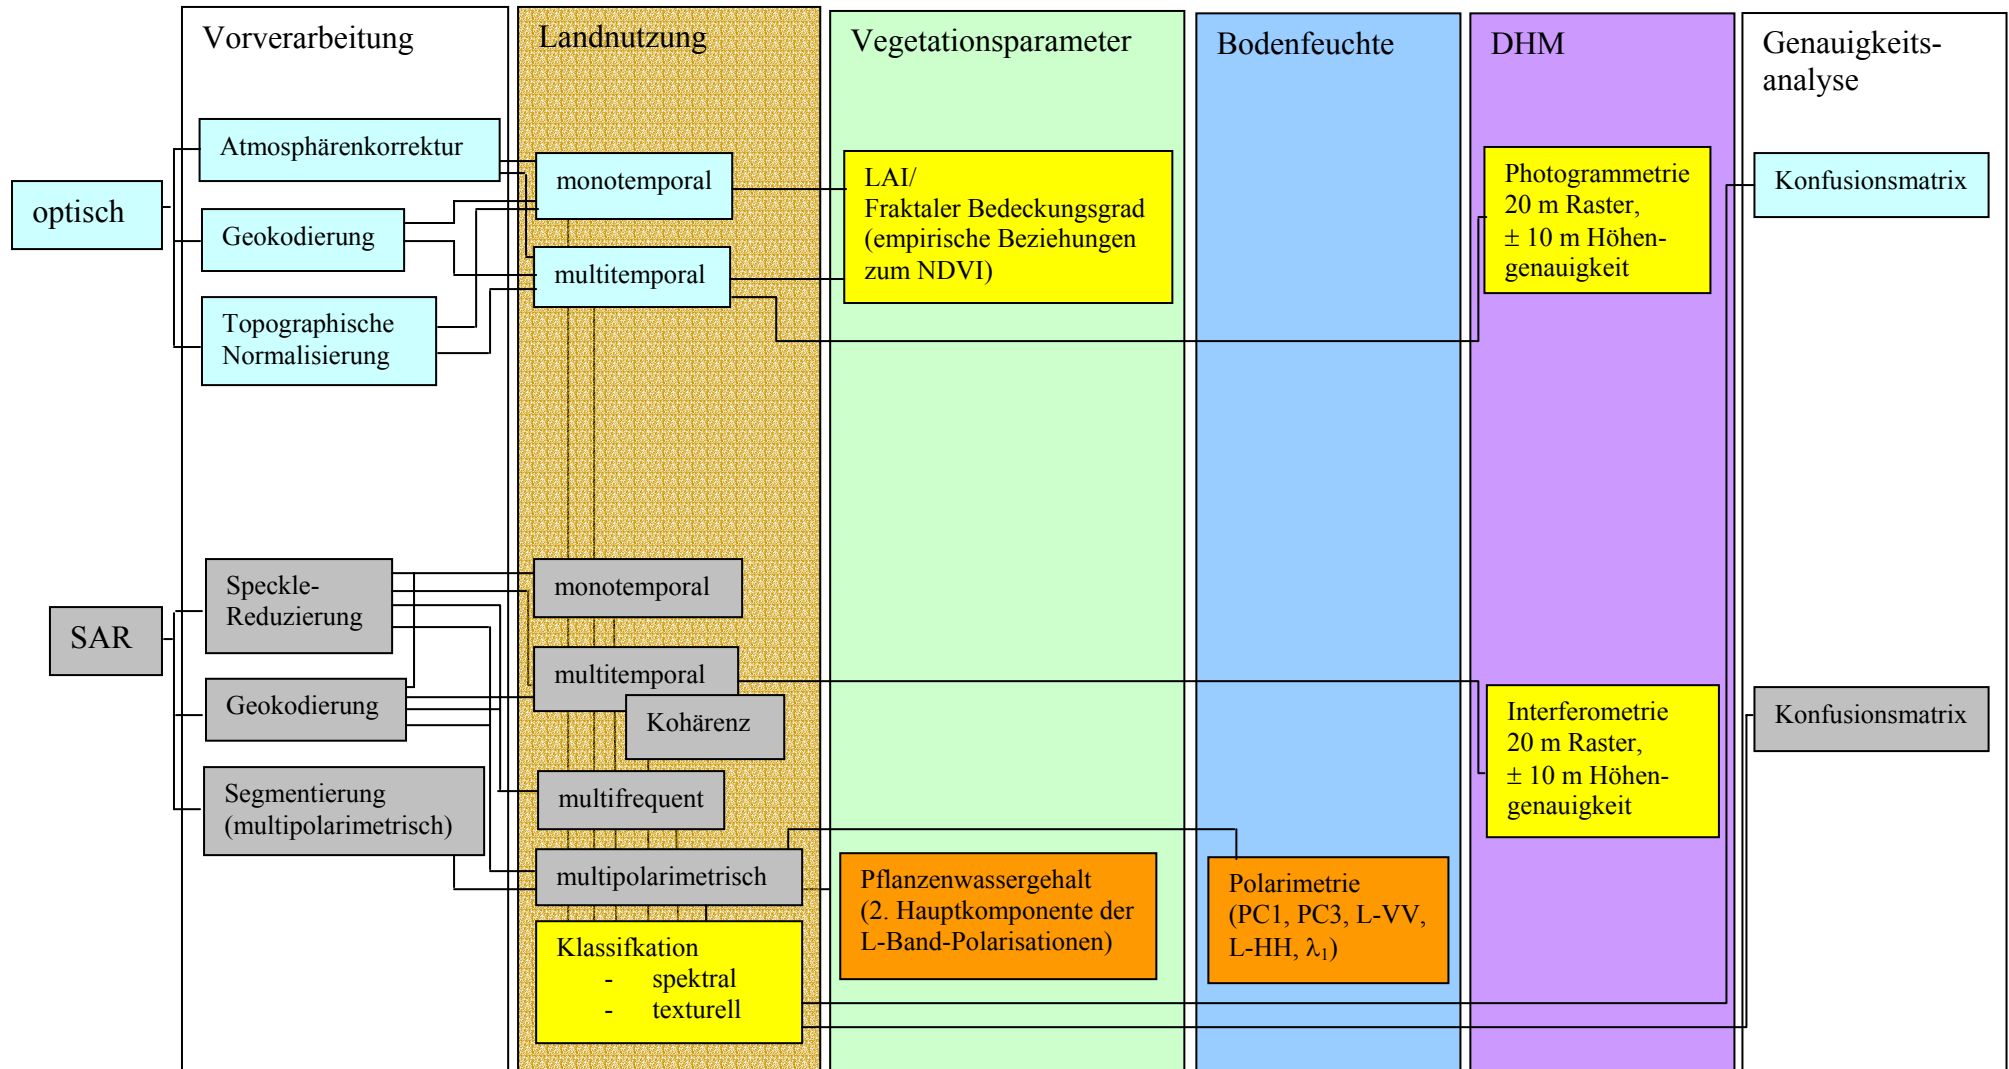 Vorverarbeitung
Landnutzung
Vegetationsparameter
Bodenfeuchte
DHM
Genauigkeits-
analyse
optisch
Atmosphärenkorrektur
Geokodierung
Topographische
Normalisierung
monotemporal
multitemporal
LAI/
Fraktaler Bedeckungsgrad
(empirische Beziehungen
zum NDVI)
Photogrammetrie
20 m Raster,
± 10 m Höhen-
genauigkeit
Konfusionsmatrix
SAR
Speckle-
Reduzierung
Geokodierung
Segmentierung
(multipolarimetrisch)
monotemporal
multitemporal
Kohärenz
multifrequent
multipolarimetrisch
Klassifkation
- spektral
- texturell
Pflanzenwassergehalt
(2. Hauptkomponente der
L-Band-Polarisationen)
Polarimetrie
(PC1, PC3, L-VV,
L-HH, λ₁)
Interferometrie
20 m Raster,
± 10 m Höhen-
genauigkeit
Konfusionsmatrix